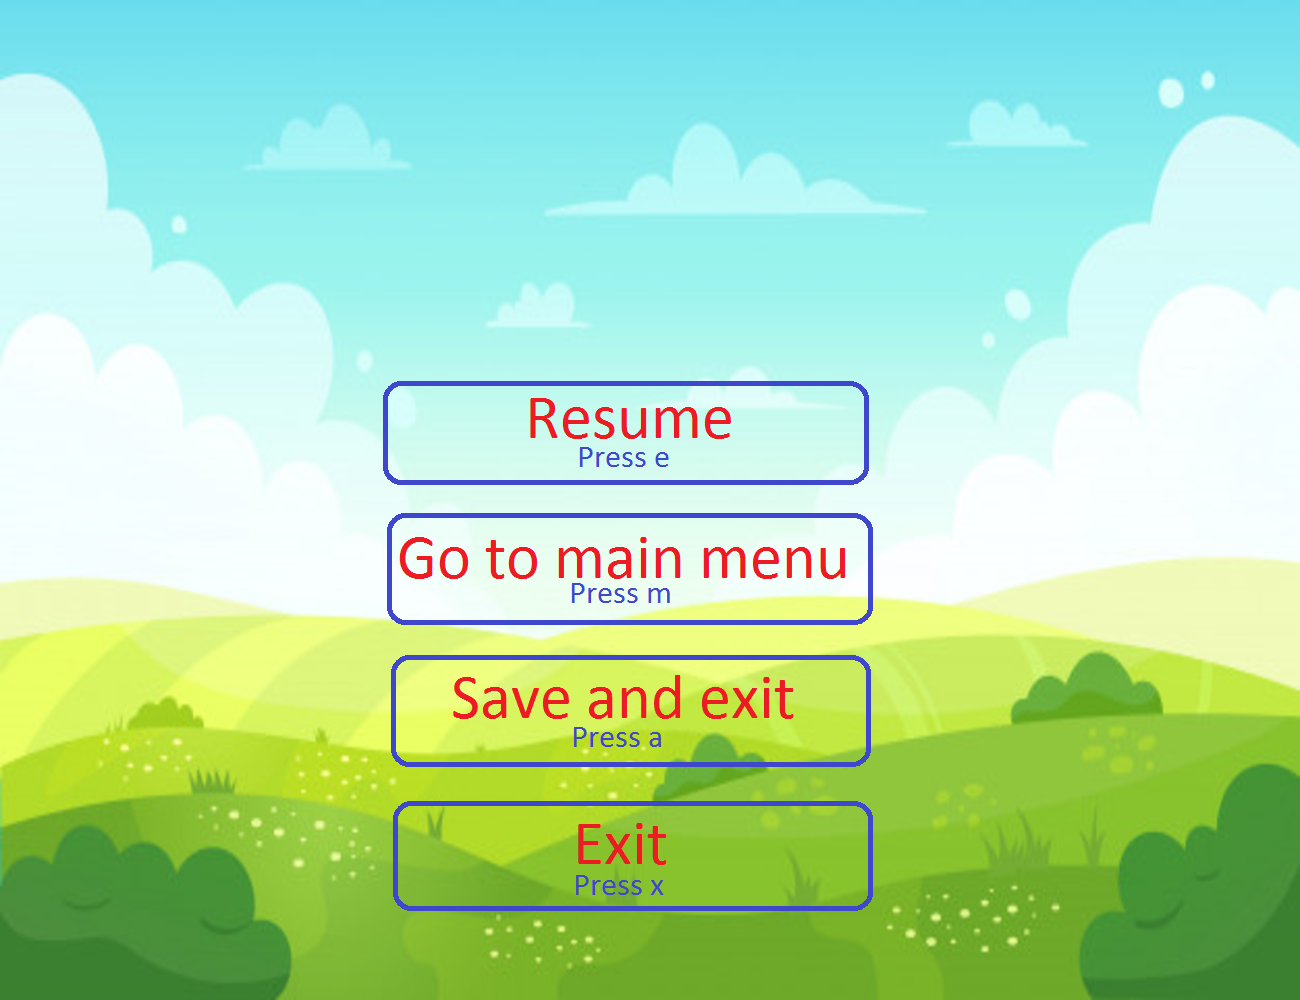 Resume
Press e
Go to main menu
Press m
Save and exit
Press a
Exit
Press x